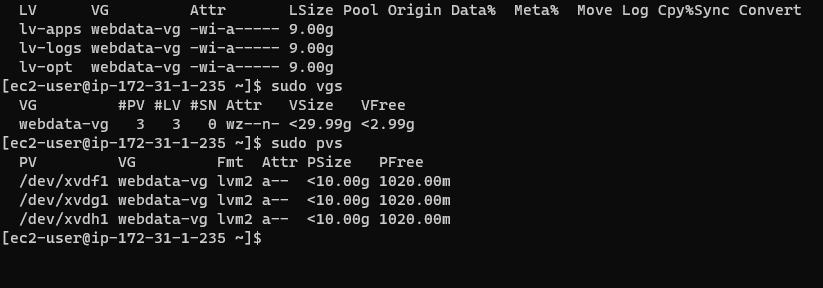 LV      VG         Attr       LSize Pool Origin Data%  Meta%  Move Log Cpy%Sync Convert
lv-apps webdata-vg -wi-a----- 9.00g
lv-logs webdata-vg -wi-a----- 9.00g
lv-opt  webdata-vg -wi-a----- 9.00g
[ec2-user@ip-172-31-1-235 ~]$ sudo vgs
VG         #PV #LV #SN Attr   VSize   VFree
webdata-vg   3   3   0 wz--n- <29.99g <2.99g
[ec2-user@ip-172-31-1-235 ~]$ sudo pvs
PV         VG         Fmt  Attr PSize   PFree
/dev/xvdf1 webdata-vg lvm2 a--  <10.00g 1020.00m
/dev/xvdg1 webdata-vg lvm2 a--  <10.00g 1020.00m
/dev/xvdh1 webdata-vg lvm2 a--  <10.00g 1020.00m
[ec2-user@ip-172-31-1-235 ~]$